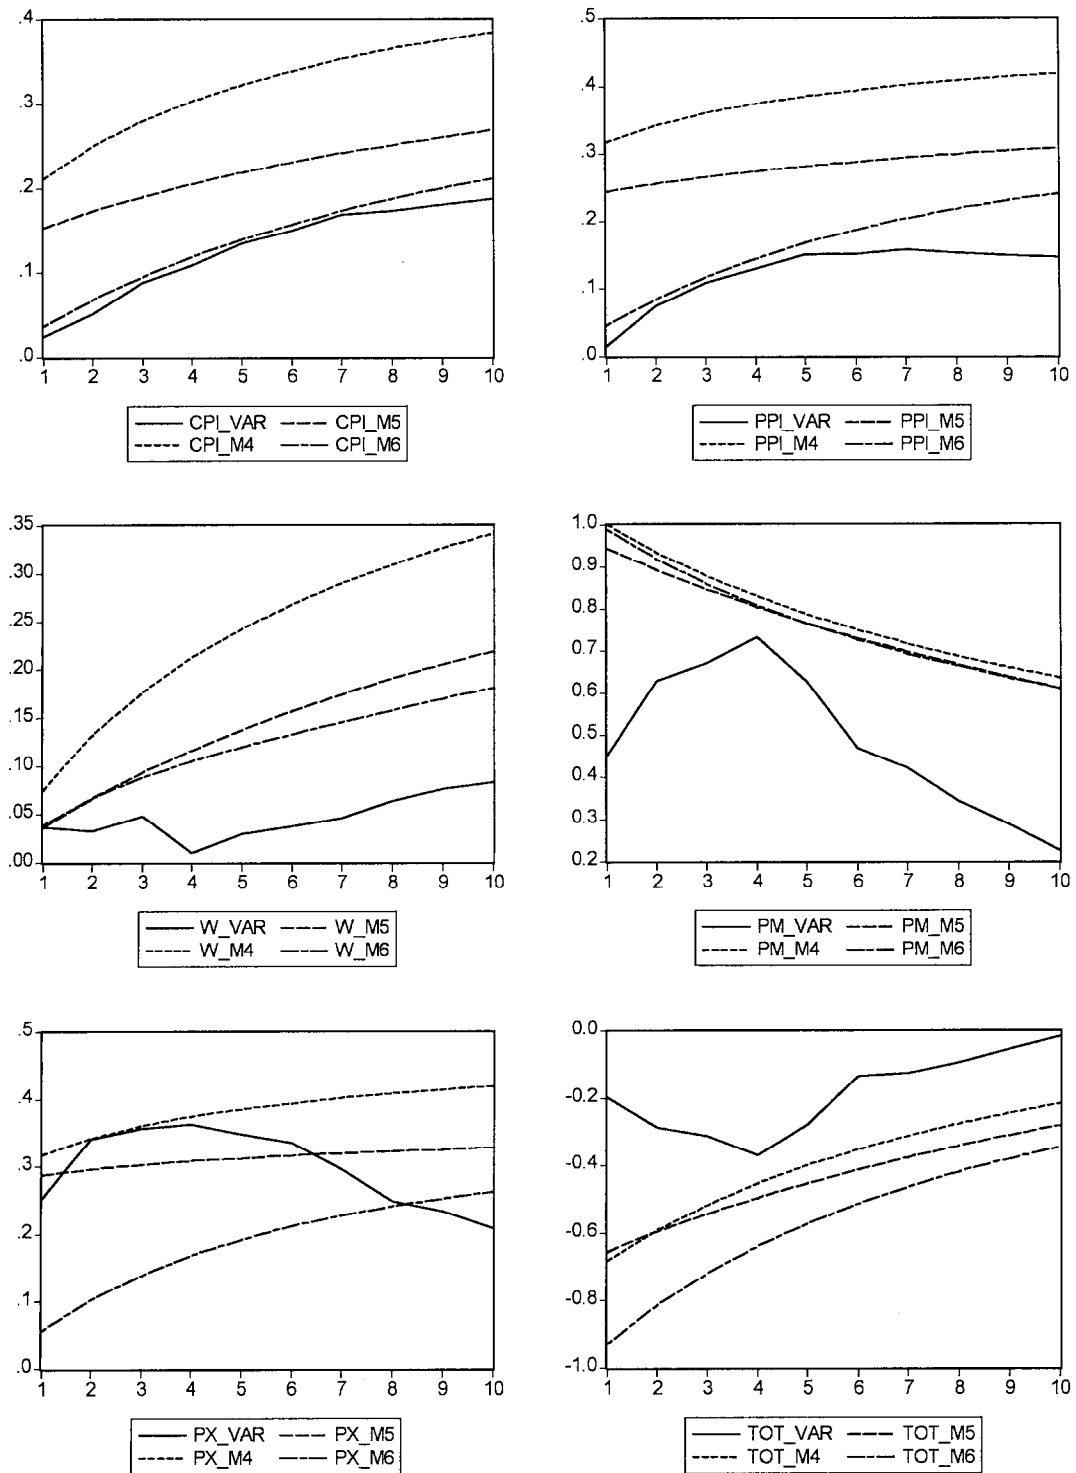 .4
.3
.2
.1
.0
1 2 3 4 5 6 7 8 9 10
CPI_VAR CPI_M5
CPI_M4 CPI_M6
.5
.4
.3
.2
.1
.0
1 2 3 4 5 6 7 8 9 10
PPI_VAR PPI_M5
PPI_M4 PPI_M6
.35
.30
.25
.20
.15
.10
.05
.00
1 2 3 4 5 6 7 8 9 10
W_VAR W_M5
W_M4 W_M6
1.0
0.9
0.8
0.7
0.6
0.5
0.4
0.3
0.2
1 2 3 4 5 6 7 8 9 10
PM_VAR PM_M5
PM_M4 PM_M6
.5
.4
.3
.2
.1
.0
1 2 3 4 5 6 7 8 9 10
PX_VAR PX_M5
PX_M4 PX_M6
0.0
-0.2
-0.4
-0.6
-0.8
-1.0
1 2 3 4 5 6 7 8 9 10
TOT_VAR TOT_M5
TOT_M4 TOT_M6